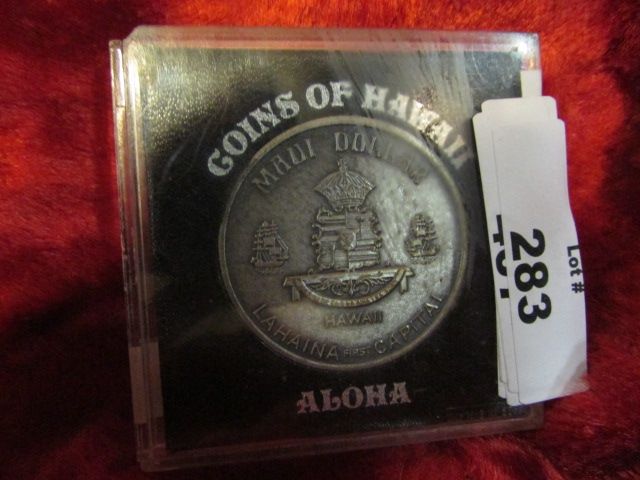 COINS OF HAWAII
MAUI DOLLAR
HAWAII
LAHAINA FIRST CAPITAL
ALOHA
Lot #
283